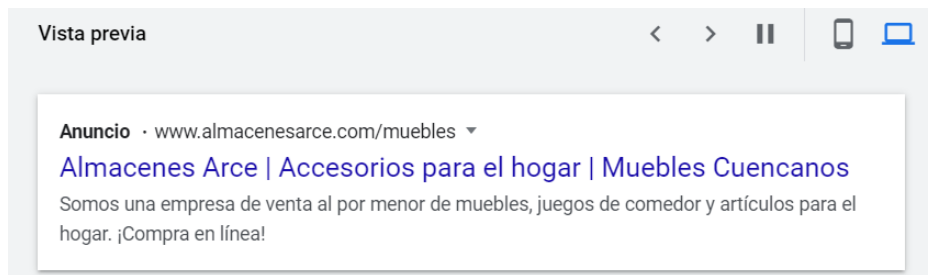 Vista previa
Anuncio · www.almacenesarce.com/muebles
Almacenes Arce | Accesorios para el hogar | Muebles Cuencanos
Somos una empresa de venta al por menor de muebles, juegos de comedor y artículos para el
hogar. ¡Compra en línea!